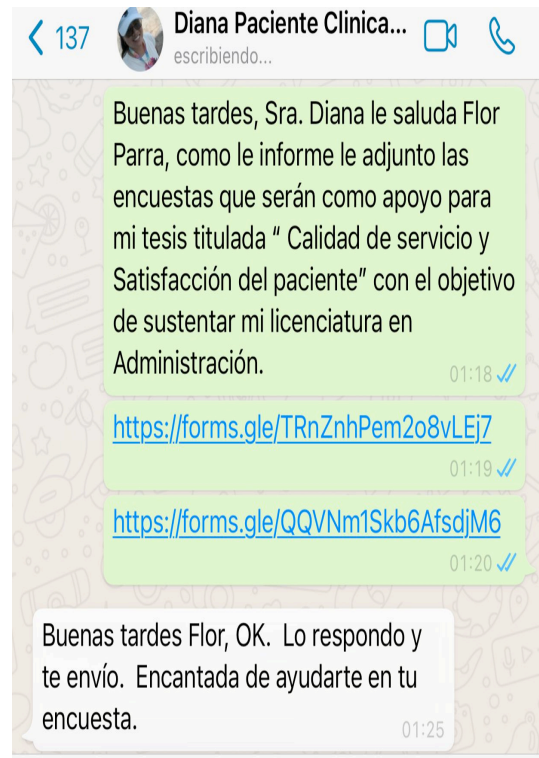 137
Diana Paciente Clinica...
escribiendo...
Buenas tardes, Sra. Diana le saluda Flor
Parra, como le informe le adjunto las
encuestas que serán como apoyo para
mi tesis titulada “ Calidad de servicio y
Satisfacción del paciente” con el objetivo
de sustentar mi licenciatura en
Administración.
01:18
https://forms.gle/TRnZnhPem2o8vLEj7
01:19
https://forms.gle/QQVNm1Skb6AfsdjM6
01:20
Buenas tardes Flor, OK.  Lo respondo y
te envío.  Encantada de ayudarte en tu
encuesta.
01:25